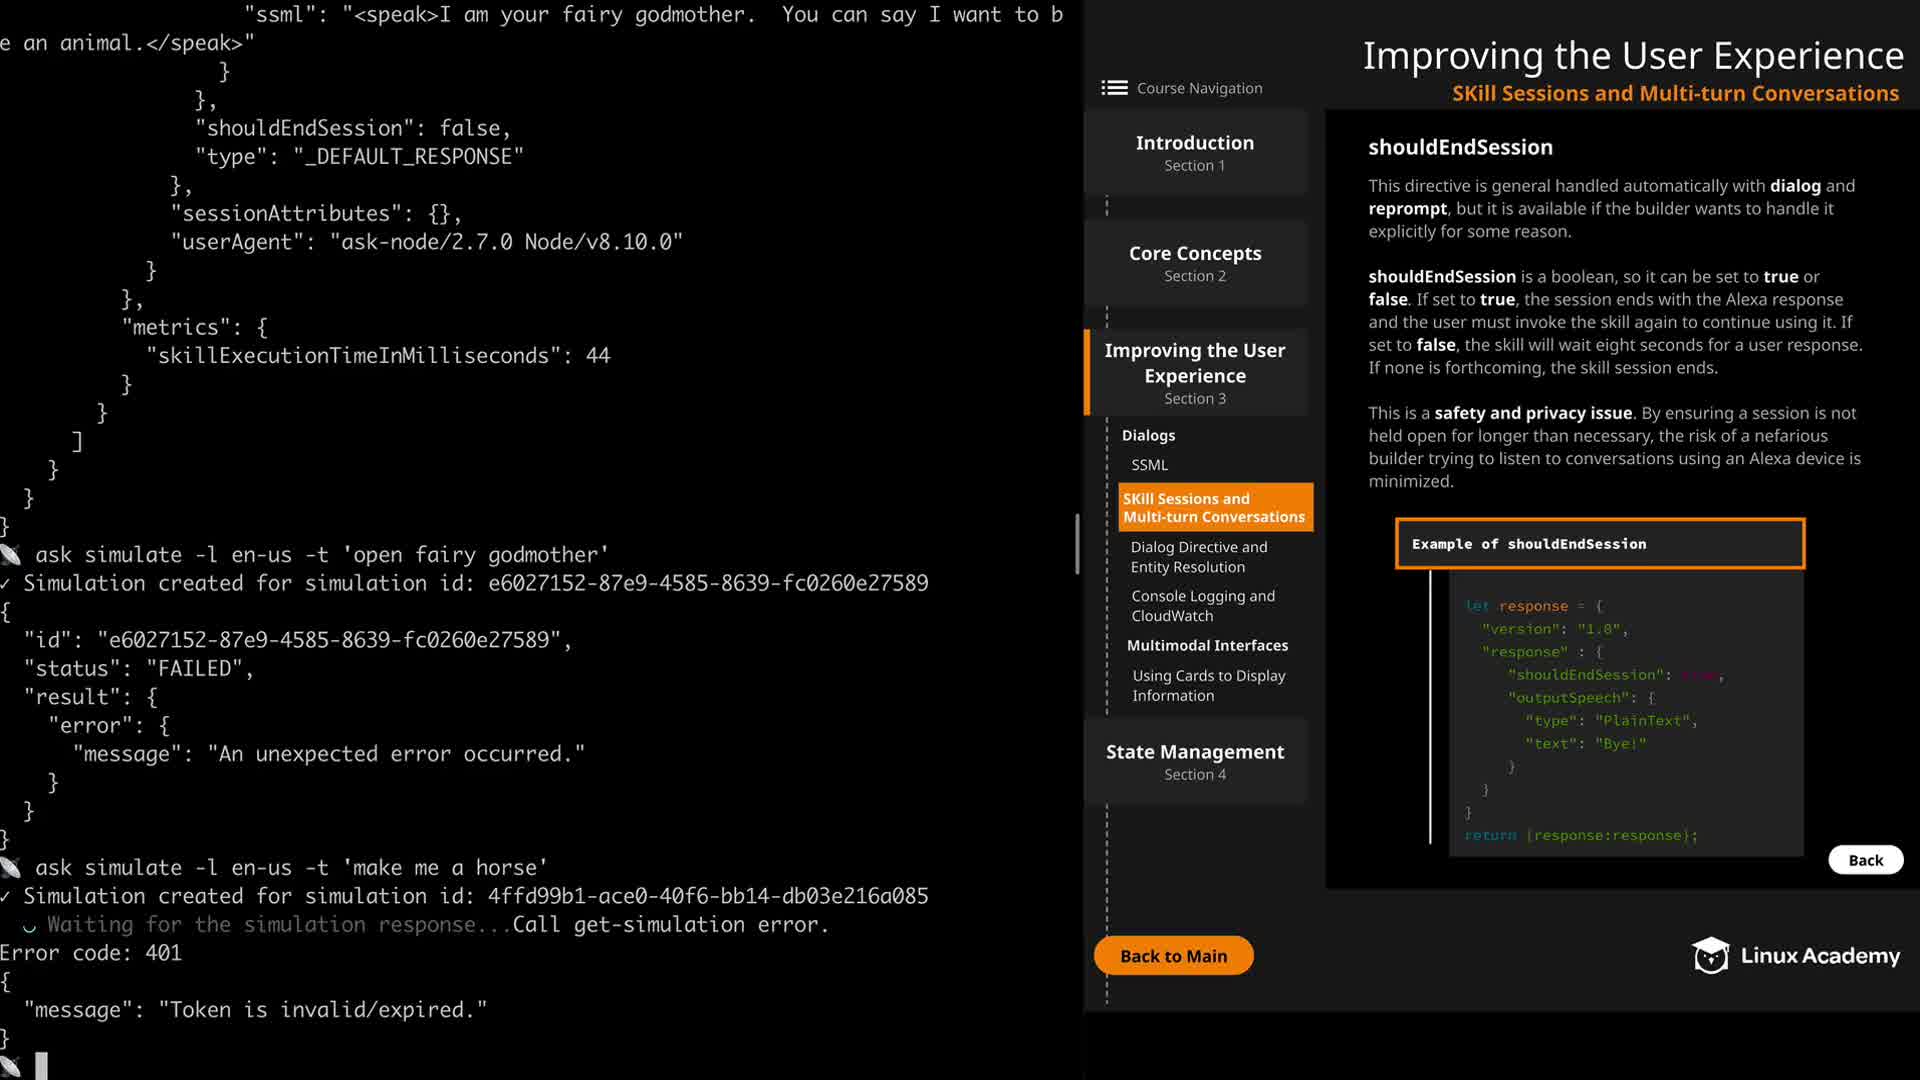 "ssml": "<speak>I am your fairy godmother.  You can say I want to b
e an animal.</speak>"
}
},
"shouldEndSession": false,
"type": "_DEFAULT_RESPONSE"
},
"sessionAttributes": {},
"userAgent": "ask-node/2.7.0 Node/v8.10.0"
}
},
"metrics": {
"skillExecutionTimeInMilliseconds": 44
}
}
]
}
}
}
ask simulate -l en-us -t 'open fairy godmother'
✓ Simulation created for simulation id: e6027152-87e9-4585-8639-fc0260e27589
{
"id": "e6027152-87e9-4585-8639-fc0260e27589",
"status": "FAILED",
"result": {
"error": {
"message": "An unexpected error occurred."
}
}
}
ask simulate -l en-us -t 'make me a horse'
✓ Simulation created for simulation id: 4ffd99b1-ace0-40f6-bb14-db03e216a085
Waiting for the simulation response...Call get-simulation error.
Error code: 401
{
"message": "Token is invalid/expired."
}
Improving the User Experience
SKill Sessions and Multi-turn Conversations
Course Navigation
Introduction
Section 1
Core Concepts
Section 2
Improving the User
Experience
Section 3
Dialogs
SSML
SKill Sessions and
Multi-turn Conversations
Dialog Directive and
Entity Resolution
Console Logging and
CloudWatch
Multimodal Interfaces
Using Cards to Display
Information
State Management
Section 4
Back to Main
shouldEndSession
This directive is general handled automatically with dialog and
reprompt, but it is available if the builder wants to handle it
explicitly for some reason.
shouldEndSession is a boolean, so it can be set to true or
false. If set to true, the session ends with the Alexa response
and the user must invoke the skill again to continue using it. If
set to false, the skill will wait eight seconds for a user response.
If none is forthcoming, the skill session ends.
This is a safety and privacy issue. By ensuring a session is not
held open for longer than necessary, the risk of a nefarious
builder trying to listen to conversations using an Alexa device is
minimized.
Example of shouldEndSession
let response = {
"version": "1.0",
"response" : {
"shouldEndSession": true,
"outputSpeech": {
"type": "PlainText",
"text": "Bye!"
}
}
}
return {response:response};
Back
Linux Academy